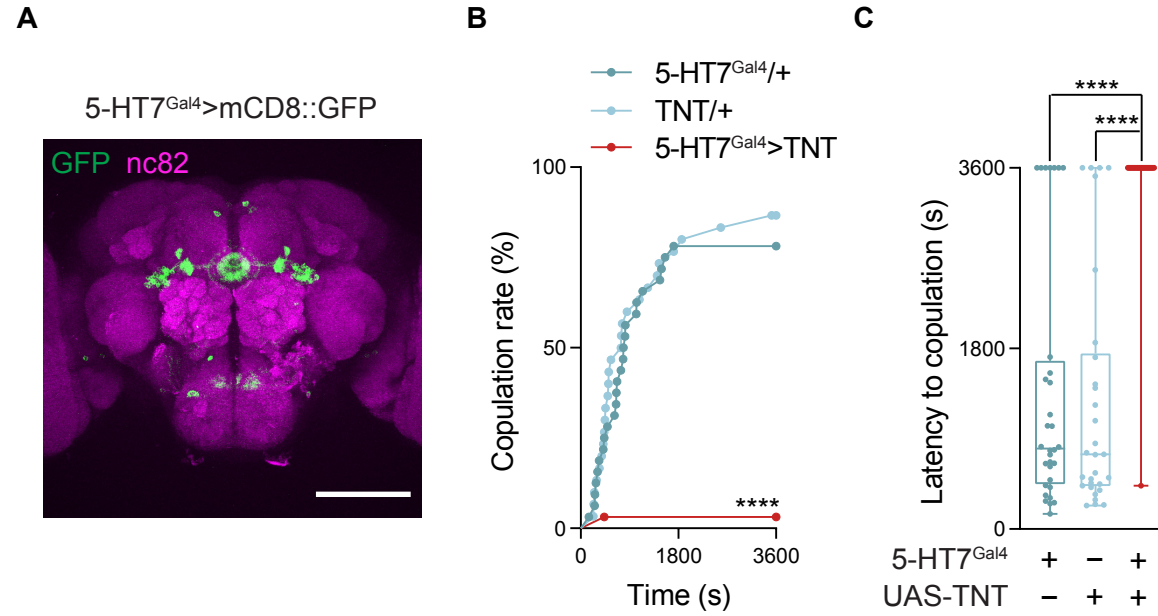 A
5-HT7Gal4>mCD8::GFP
GFP nc82
B
5-HT7Gal4/+
TNT/+
5-HT7Gal4>TNT
100
50
0
Copulation rate (%)
****
0 1800 3600
Time (s)
C
****
****
3600
1800
0
Latency to copulation (s)
5-HT7Gal4 + – +
UAS-TNT – + +